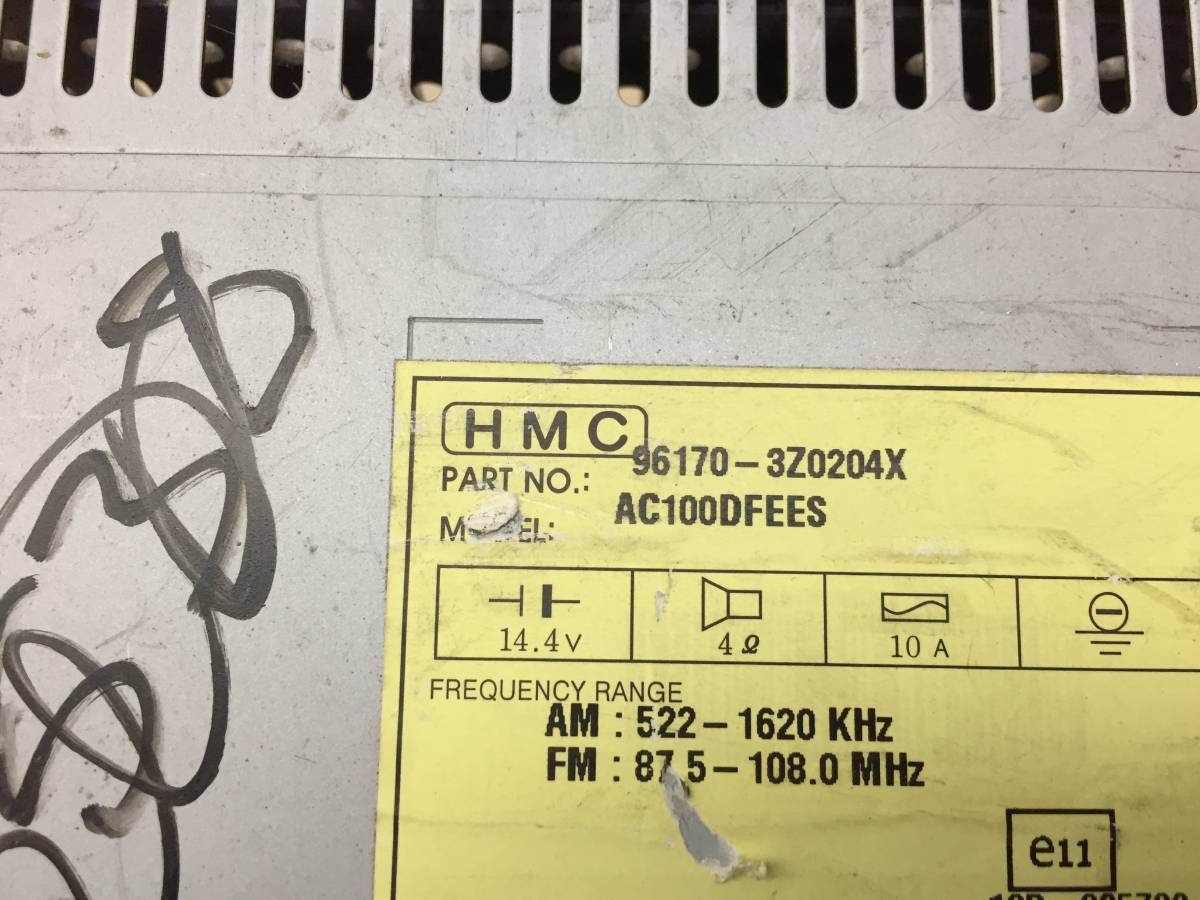 HMC
PART NO.: 96170-3Z0204X
MODEL: AC100DFEES
14.4V
4Ω
10 A
FREQUENCY RANGE
AM : 522-1620 KHz
FM : 87.5-108.0 MHz
e11